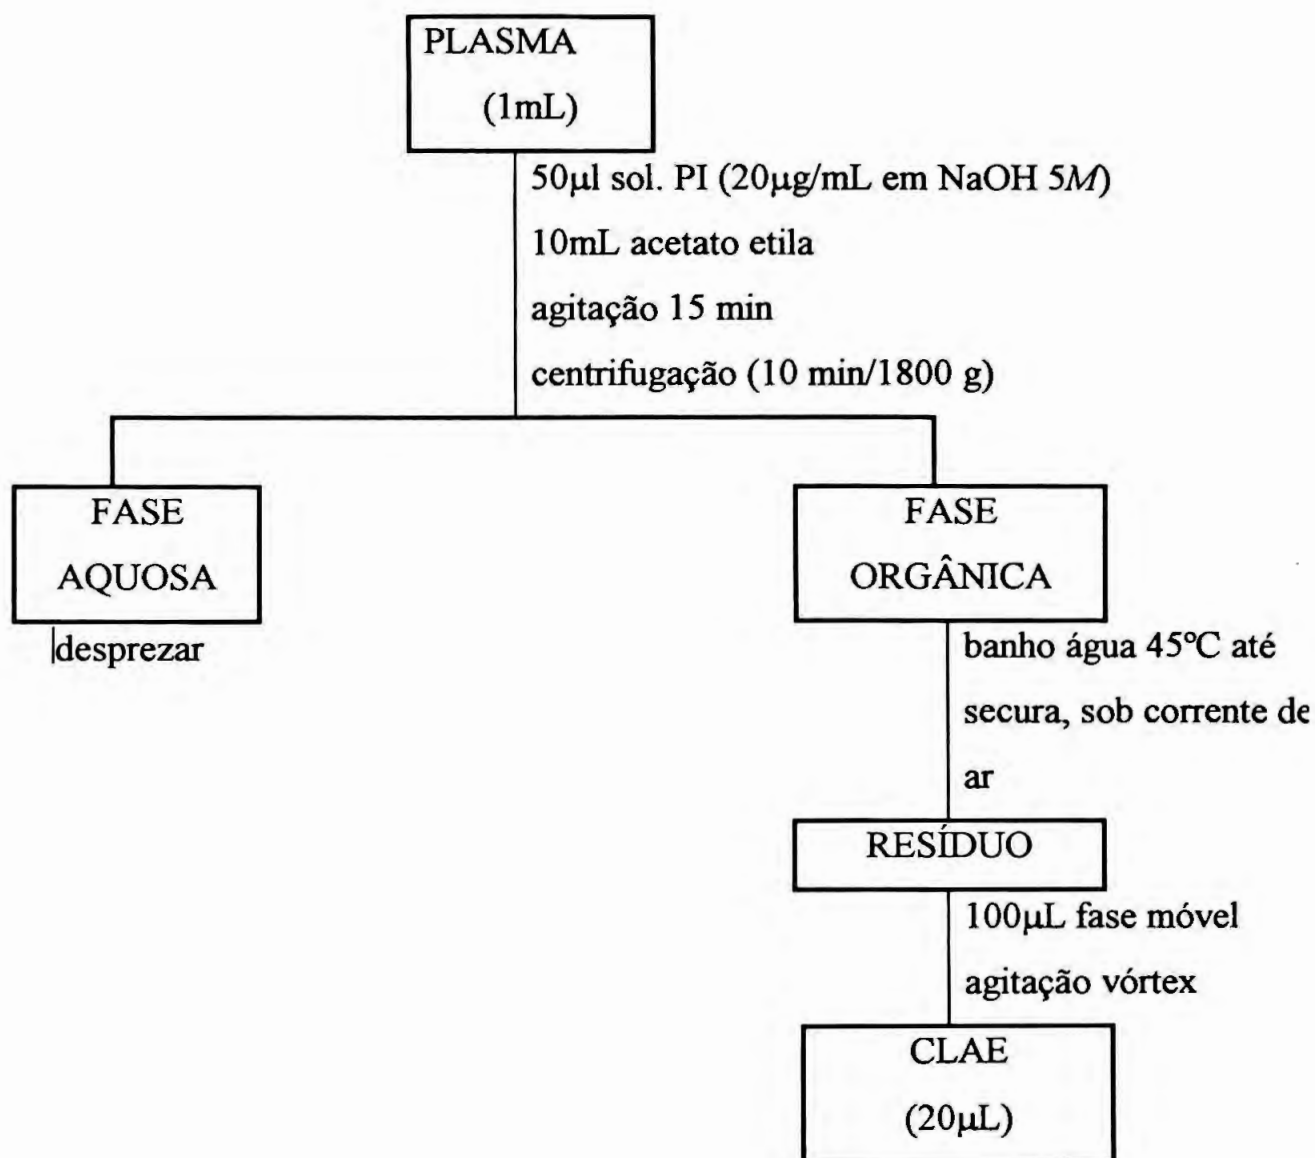 PLASMA
(1mL)
50µl sol. PI (20µg/mL em NaOH 5M)
10mL acetato etila
agitação 15 min
centrifugação (10 min/1800 g)
FASE
AQUOSA
desprezar
FASE
ORGÂNICA
banho água 45ºC até
secura, sob corrente de
ar
RESÍDUO
100µL fase móvel
agitação vórtex
CLAE
(20µL)